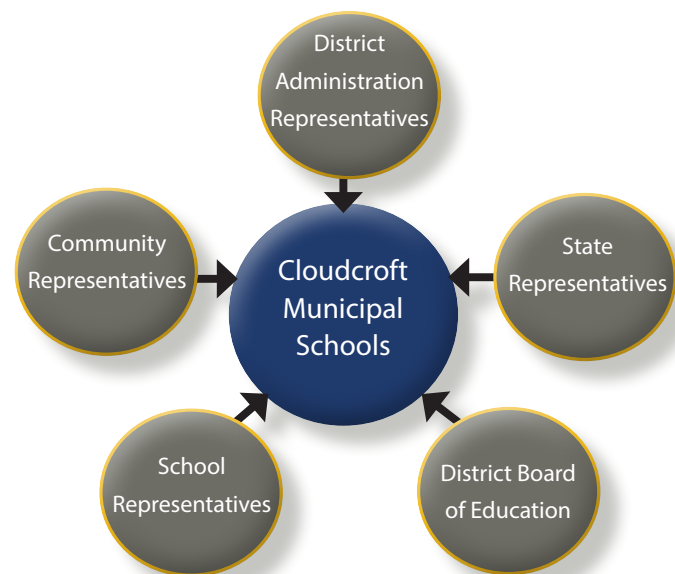 District
Administration
Representatives
Community
Representatives
Cloudcroft
Municipal
Schools
State
Representatives
School
Representatives
District Board
of Education